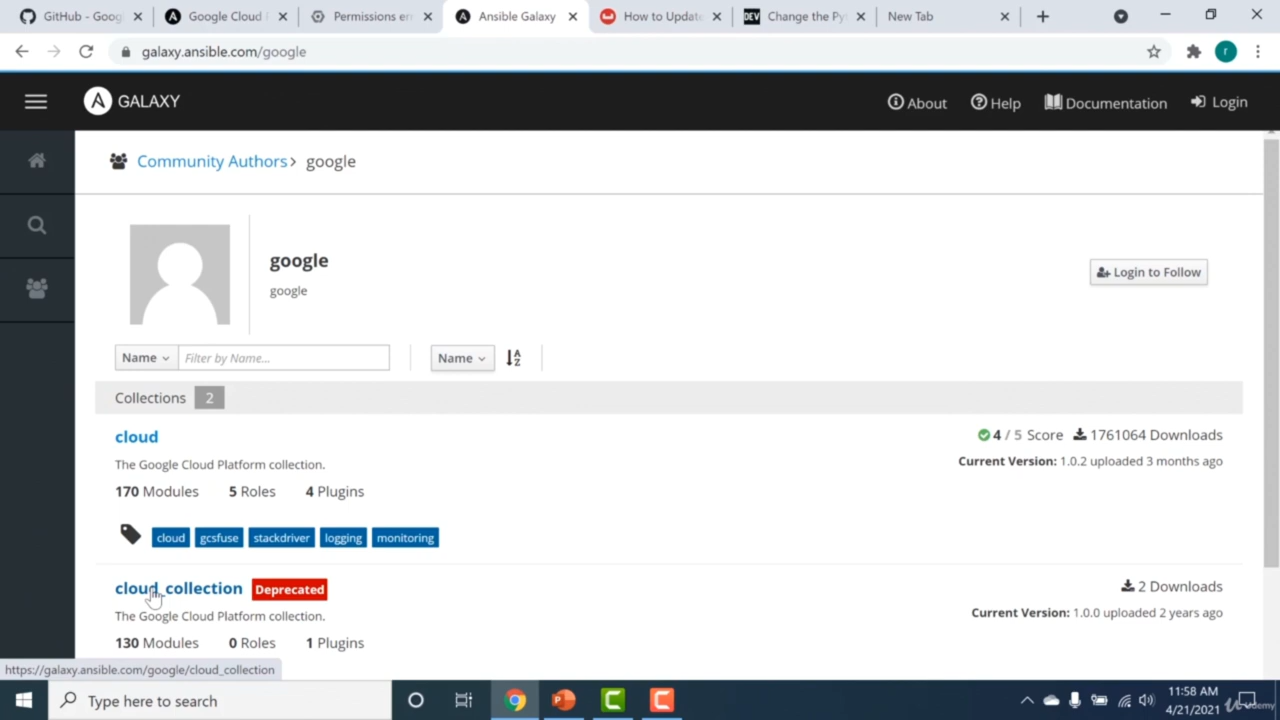 GitHub - Goog
Google Cloud
Permissions en
Ansible Galaxy
How to Update
DEV
Change the Py
New Tab
galaxy.ansible.com/google
r
A GALAXY
About
Help
Documentation
Login
Community Authors > google
google
google
Login to Follow
Name
Filter by Name...
Name
Collections 2
cloud
4 / 5 Score
1761064 Downloads
The Google Cloud Platform collection.
Current Version: 1.0.2 uploaded 3 months ago
170 Modules 5 Roles 4 Plugins
cloud gcsfuse stackdriver logging monitoring
cloud_collection Deprecated
2 Downloads
The Google Cloud Platform collection.
Current Version: 1.0.0 uploaded 2 years ago
130 Modules 0 Roles 1 Plugins
https://galaxy.ansible.com/google/cloud_collection
Type here to search
11:58 AM
4/21/2021
Udemy